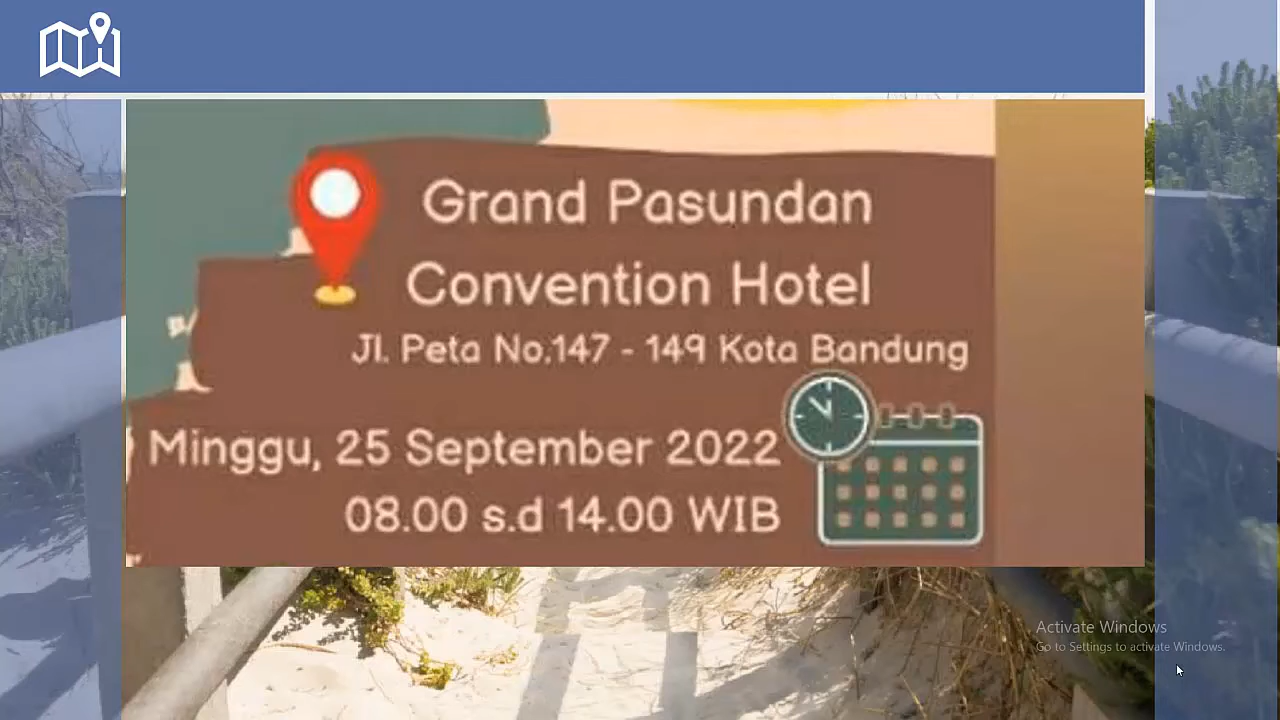 Grand Pasundan
Convention Hotel
Jl. Peta No.147 - 149 Kota Bandung
Minggu, 25 September 2022
08.00 s.d 14.00 WIB
Activate Windows
Go to Settings to activate Windows.